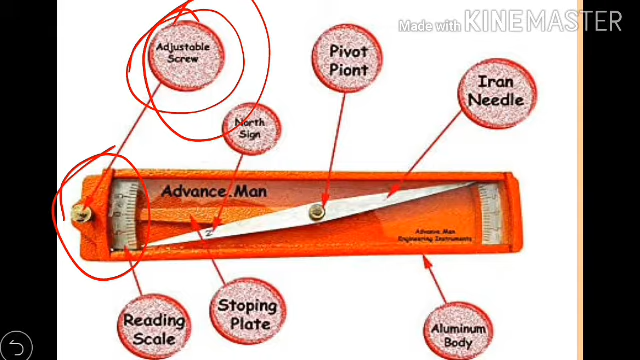 Made with KINEMASTER
Adjustable
Screw
Pivot
Piont
Iran
Needle
North
Sign
Advance.Man
N
Advance.Man
Engineering Instruments
Stoping
Plate
Reading
Scale
Aluminum
Body